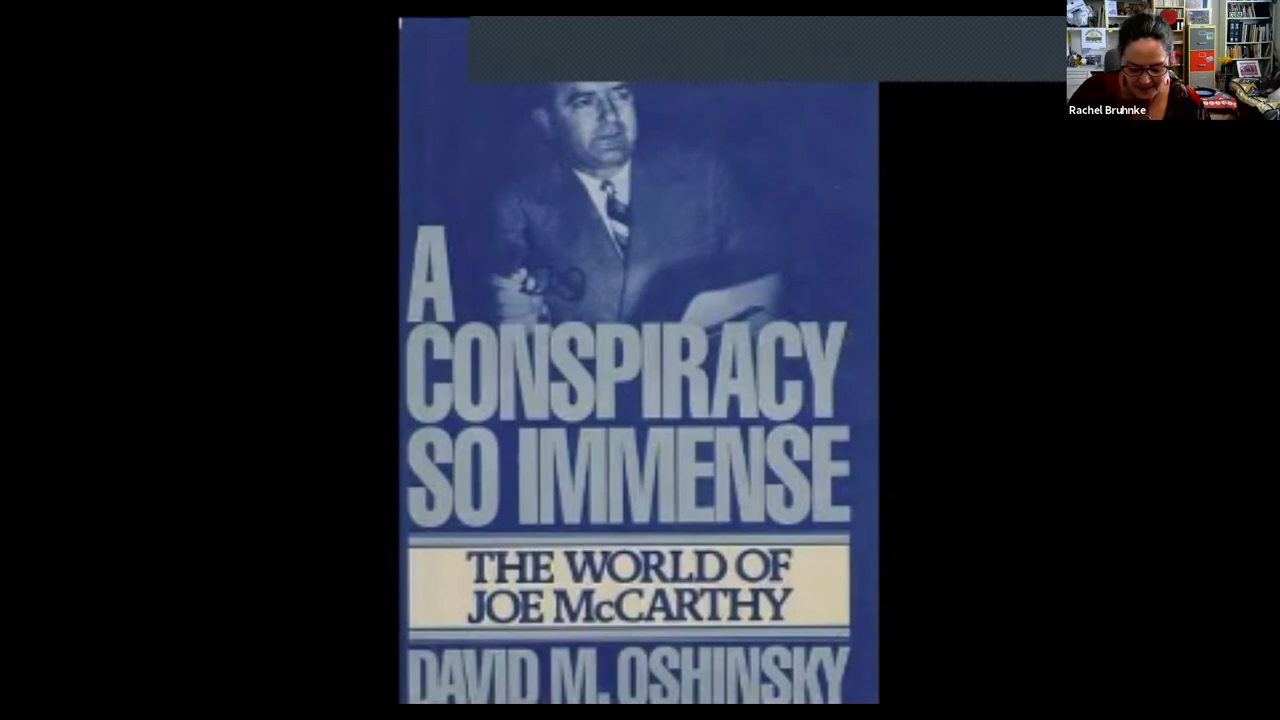 Rachel Bruhnke
A
CONSPIRACY
SO IMMENSE
THE WORLD OF
JOE McCARTHY
DAVID M. OSHINSKY